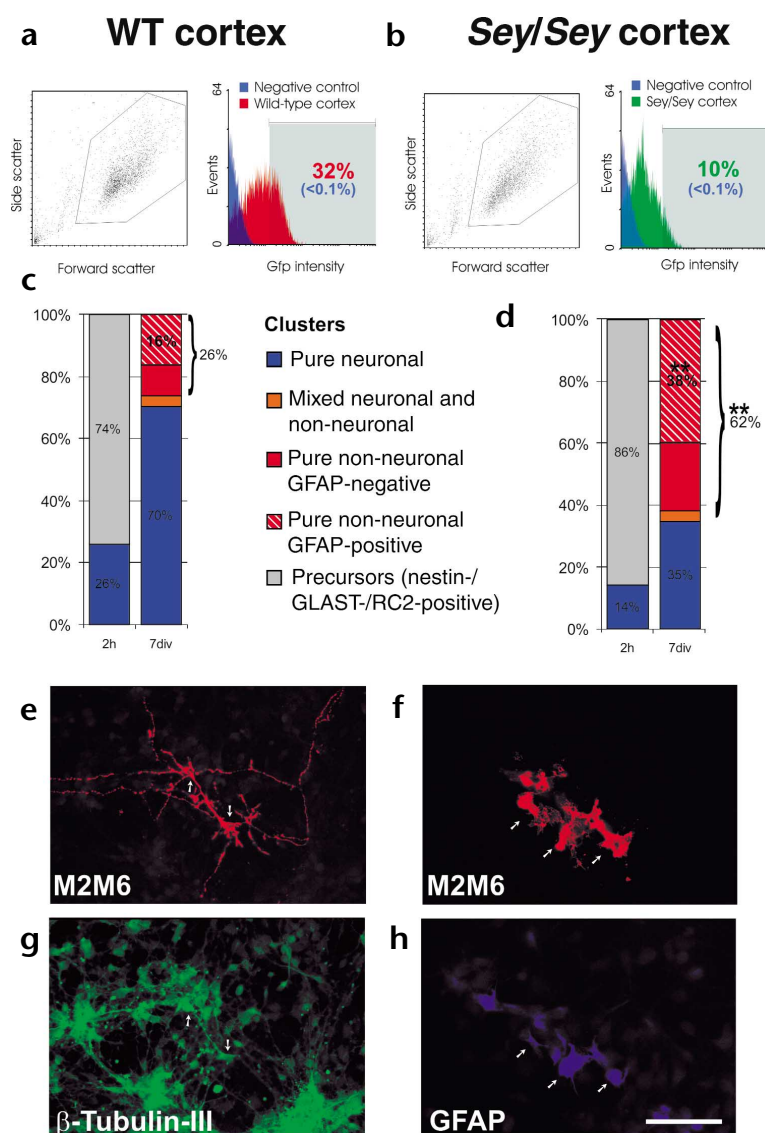 a WT cortex
b Sey/Sey cortex
Side scatter
Forward scatter
64
Events
0
Negative control
Wild-type cortex
32%
(<0.1%)
Gfp intensity
Side scatter
Forward scatter
64
Events
0
Negative control
Sey/Sey cortex
10%
(<0.1%)
Gfp intensity
c
100%
80%
60%
40%
20%
0%
74%
26%
16%
70%
26%
2h
7div
Clusters
Pure neuronal
Mixed neuronal and
non-neuronal
Pure non-neuronal
GFAP-negative
Pure non-neuronal
GFAP-positive
Precursors (nestin-/
GLAST-/RC2-positive)
d
100%
80%
60%
40%
20%
0%
86%
14%
**
38%
35%
**
62%
2h
7div
e
M2M6
f
M2M6
g
β-Tubulin-III
h
GFAP